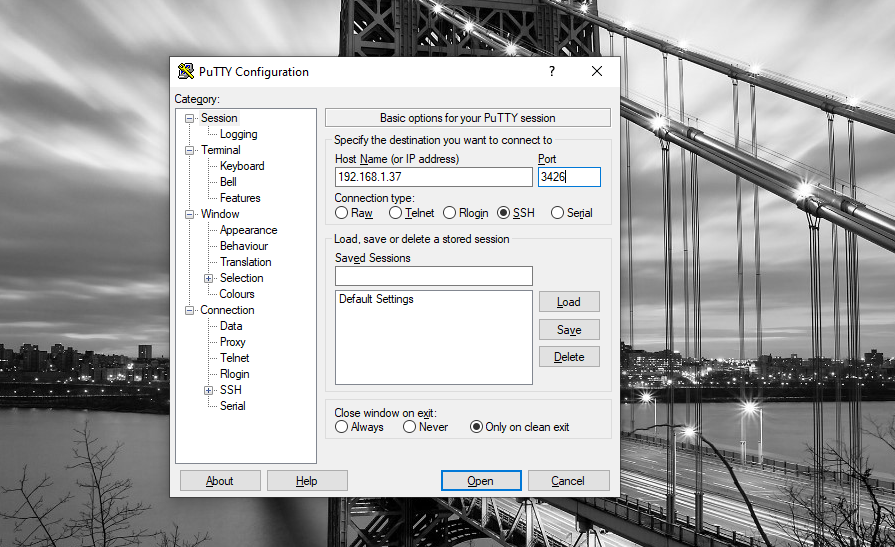 PuTTY Configuration
?
Category:
Session
Logging
Terminal
Keyboard
Bell
Features
Window
Appearance
Behaviour
Translation
Selection
Colours
Connection
Data
Proxy
Telnet
Rlogin
SSH
Serial
Basic options for your PuTTY session
Specify the destination you want to connect to
Host Name (or IP address) Port
192.168.1.37 3426
Connection type:
Raw Telnet Rlogin SSH Serial
Load, save or delete a stored session
Saved Sessions
Default Settings
Load
Save
Delete
Close window on exit:
Always Never Only on clean exit
About Help Open Cancel